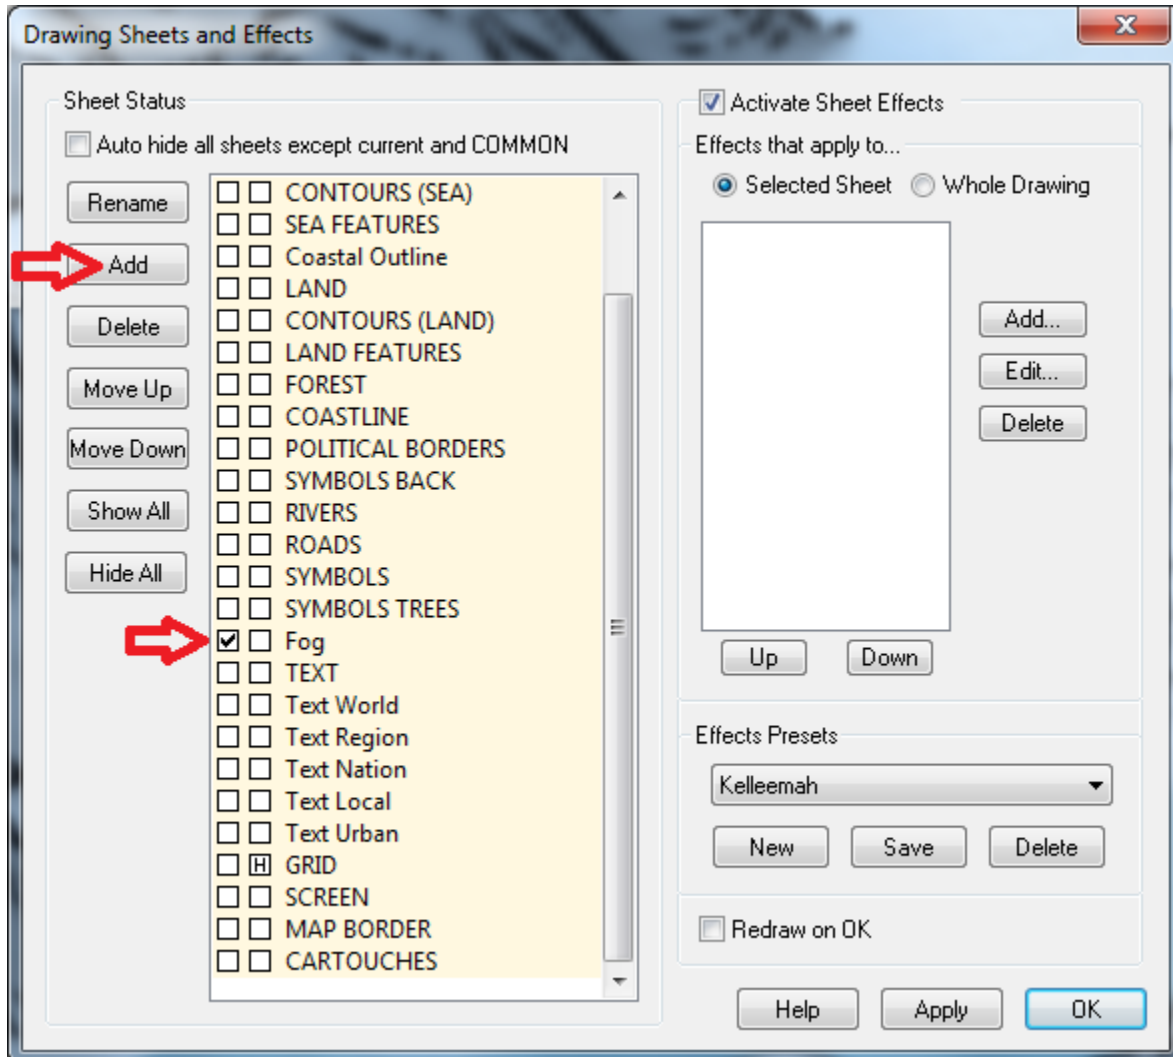 Drawing Sheets and Effects
X
Sheet Status
Auto hide all sheets except current and COMMON
Rename
Add
Delete
Move Up
Move Down
Show All
Hide All
CONTOURS (SEA)
SEA FEATURES
Coastal Outline
LAND
CONTOURS (LAND)
LAND FEATURES
FOREST
COASTLINE
POLITICAL BORDERS
SYMBOLS BACK
RIVERS
ROADS
SYMBOLS
SYMBOLS TREES
Fog
TEXT
Text World
Text Region
Text Nation
Text Local
Text Urban
H GRID
SCREEN
MAP BORDER
CARTOUCHES
Activate Sheet Effects
Effects that apply to...
Selected Sheet Whole Drawing
Add...
Edit...
Delete
Up Down
Effects Presets
Kelleemah
New Save Delete
Redraw on OK
Help Apply OK